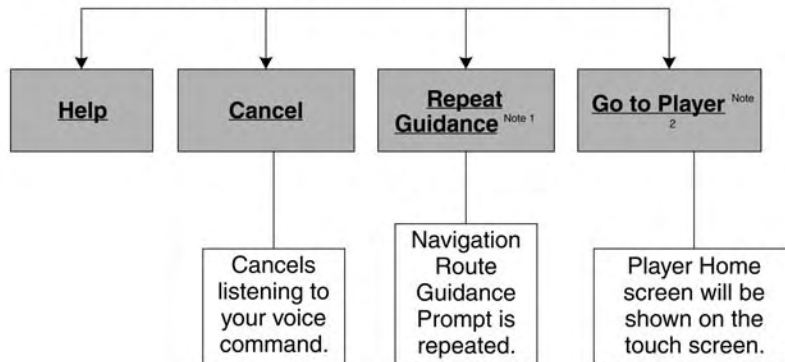 Help
Cancel
Repeat
Guidance Note 1
Go to Player Note
2
Cancels
listening to
your voice
command.
Navigation
Route
Guidance
Prompt is
repeated.
Player Home
screen will be
shown on the
touch screen.